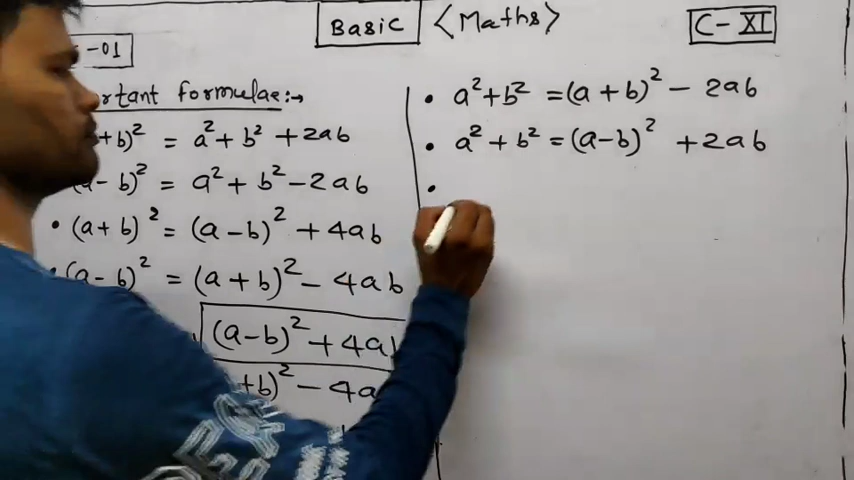 Basic <Maths>
C-XI
-01
rtant formulae:→
+b)² = a² + b² + 2ab
(a-b)² = a² + b² - 2ab
• (a+b)² = (a-b)² + 4ab
• (a-b)² = (a+b)² - 4ab
(a-b)² + 4a
+b)² - 4a
• a²+b² = (a+b)² - 2ab
• a² + b² = (a-b)² + 2ab
•